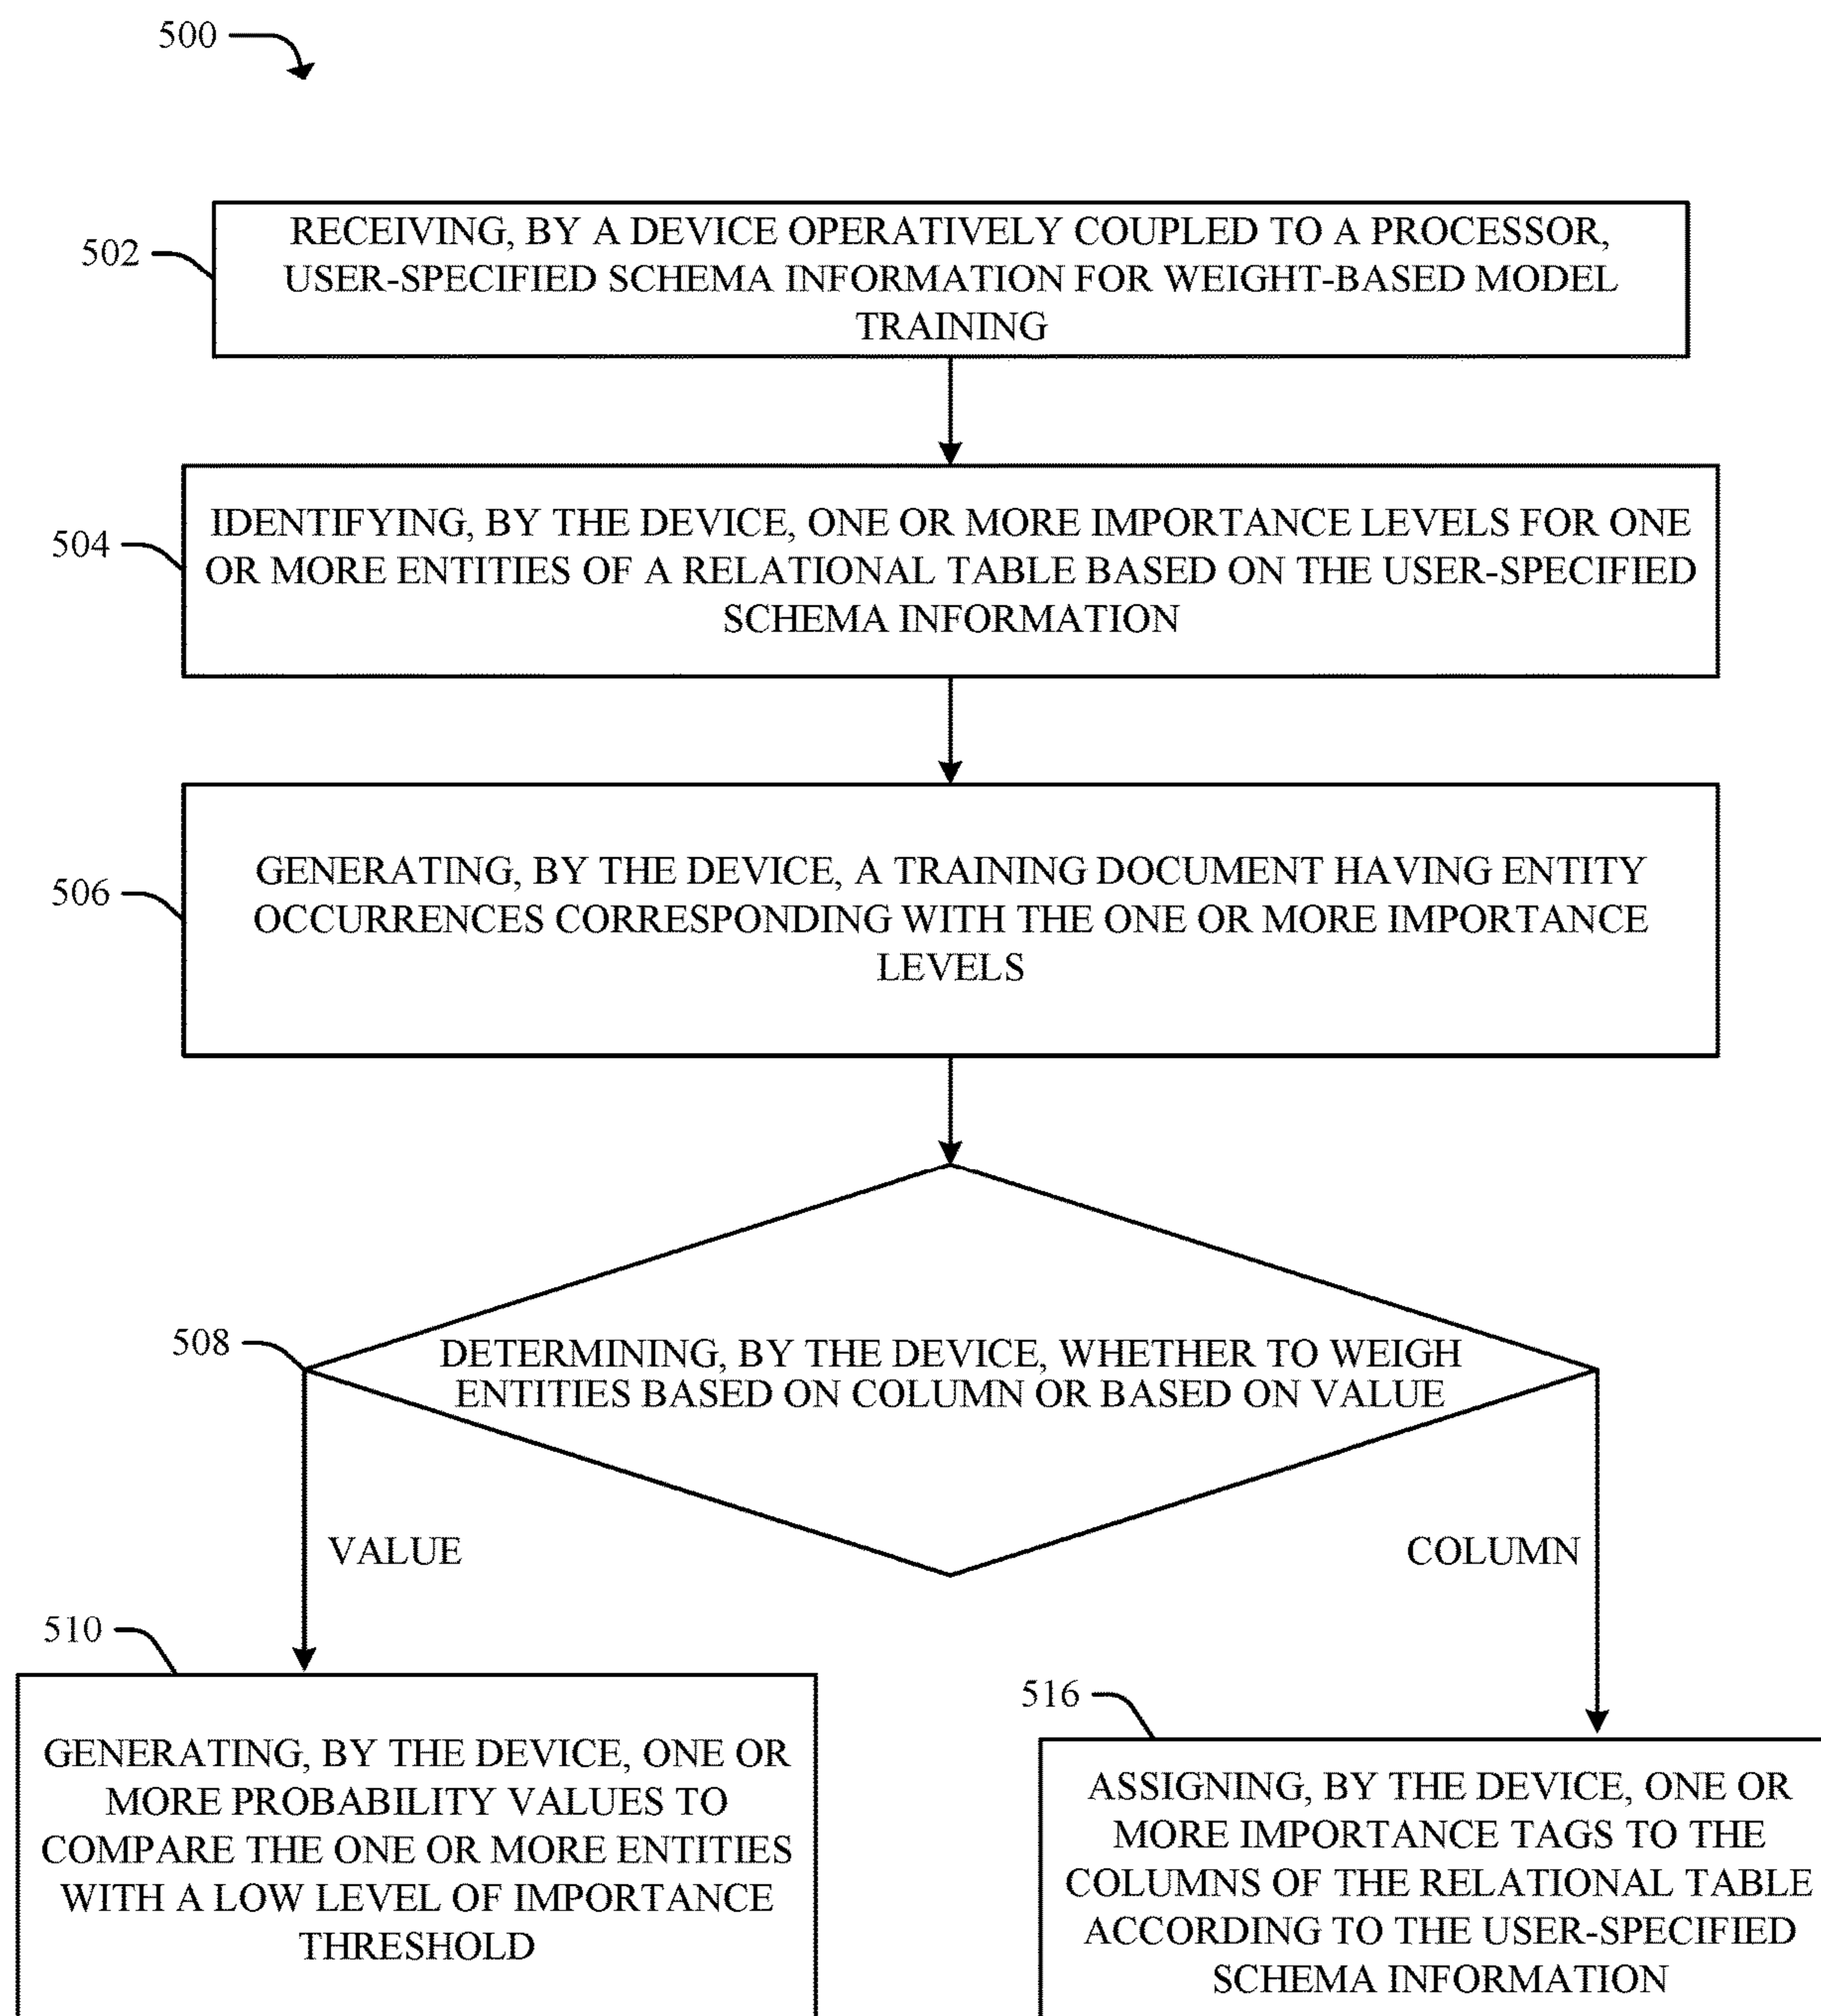 500
502
RECEIVING, BY A DEVICE OPERATIVELY COUPLED TO A PROCESSOR,
USER-SPECIFIED SCHEMA INFORMATION FOR WEIGHT-BASED MODEL
TRAINING
504
IDENTIFYING, BY THE DEVICE, ONE OR MORE IMPORTANCE LEVELS FOR ONE
OR MORE ENTITIES OF A RELATIONAL TABLE BASED ON THE USER-SPECIFIED
SCHEMA INFORMATION
506
GENERATING, BY THE DEVICE, A TRAINING DOCUMENT HAVING ENTITY
OCCURRENCES CORRESPONDING WITH THE ONE OR MORE IMPORTANCE
LEVELS
508
DETERMINING, BY THE DEVICE, WHETHER TO WEIGH
ENTITIES BASED ON COLUMN OR BASED ON VALUE
VALUE
COLUMN
510
GENERATING, BY THE DEVICE, ONE OR
MORE PROBABILITY VALUES TO
COMPARE THE ONE OR MORE ENTITIES
WITH A LOW LEVEL OF IMPORTANCE
THRESHOLD
516
ASSIGNING, BY THE DEVICE, ONE OR
MORE IMPORTANCE TAGS TO THE
COLUMNS OF THE RELATIONAL TABLE
ACCORDING TO THE USER-SPECIFIED
SCHEMA INFORMATION